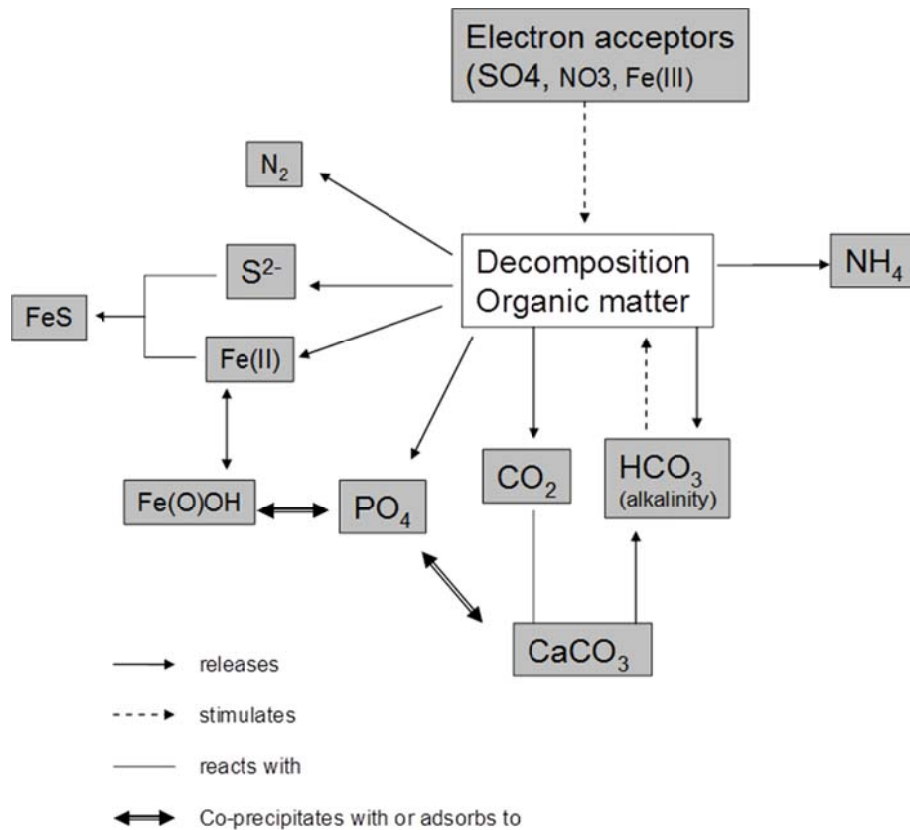 Electron acceptors
(SO4, NO3, Fe(III)
N₂
Decomposition
Organic matter
NH₄
S²⁻
FeS
Fe(II)
HCO₃
(alkalinity)
CO₂
Fe(O)OH
PO₄
CaCO₃
releases
stimulates
reacts with
Co-precipitates with or adsorbs to